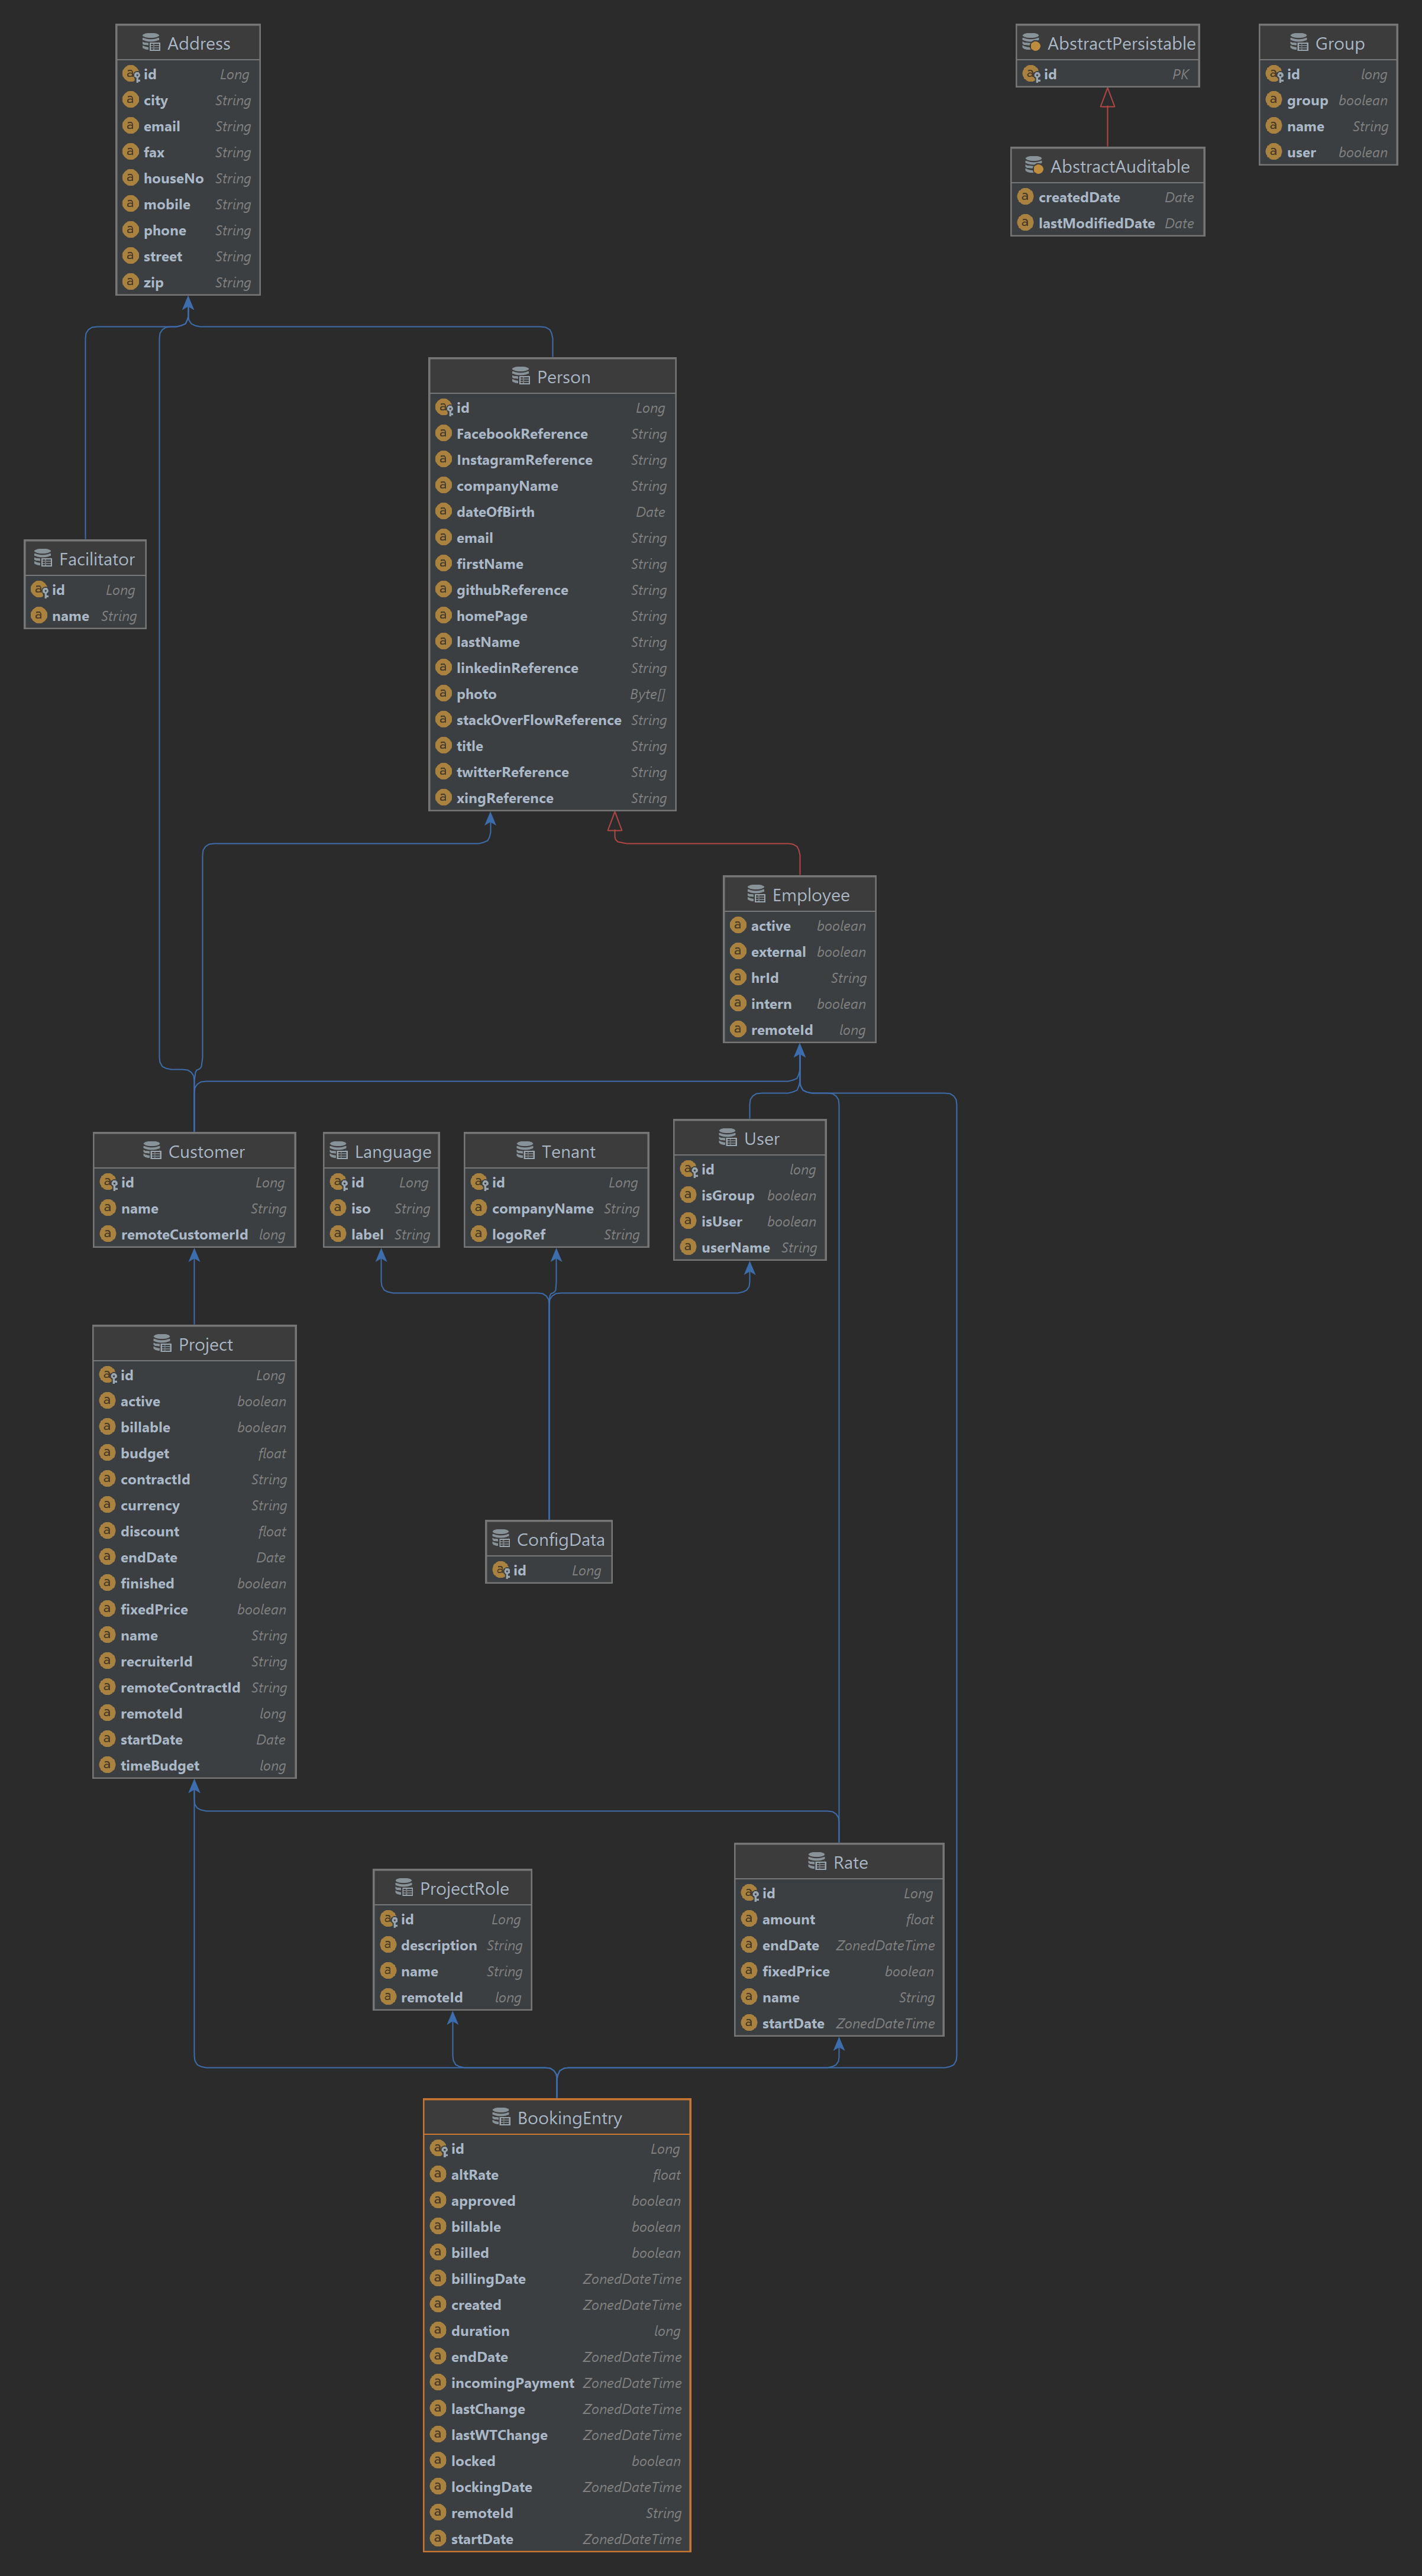 Address
id Long
city String
email String
fax String
houseNo String
mobile String
phone String
street String
zip String
AbstractPersistable
id PK
AbstractAuditable
createdDate Date
lastModifiedDate Date
Group
id long
group boolean
name String
user boolean
Person
id Long
FacebookReference String
InstagramReference String
companyName String
dateOfBirth Date
email String
firstName String
githubReference String
homePage String
lastName String
linkedinReference String
photo Byte[]
stackOverFlowReference String
title String
twitterReference String
xingReference String
Facilitator
id Long
name String
Employee
active boolean
external boolean
hrId String
intern boolean
remoteId long
Customer
id Long
name String
remoteCustomerId long
Language
id Long
iso String
label String
Tenant
id Long
companyName String
logoRef String
User
id long
isGroup boolean
isUser boolean
userName String
Project
id Long
active boolean
billable boolean
budget float
contractId String
currency String
discount float
endDate Date
finished boolean
fixedPrice boolean
name String
recruiterId String
remoteContractId String
remoteId long
startDate Date
timeBudget long
ConfigData
id Long
ProjectRole
id Long
description String
name String
remoteId long
Rate
id Long
amount float
endDate ZonedDateTime
fixedPrice boolean
name String
startDate ZonedDateTime
BookingEntry
id Long
altRate float
approved boolean
billable boolean
billed boolean
billingDate ZonedDateTime
created ZonedDateTime
duration long
endDate ZonedDateTime
incomingPayment ZonedDateTime
lastChange ZonedDateTime
lastWTChange ZonedDateTime
locked boolean
lockingDate ZonedDateTime
remoteId String
startDate ZonedDateTime